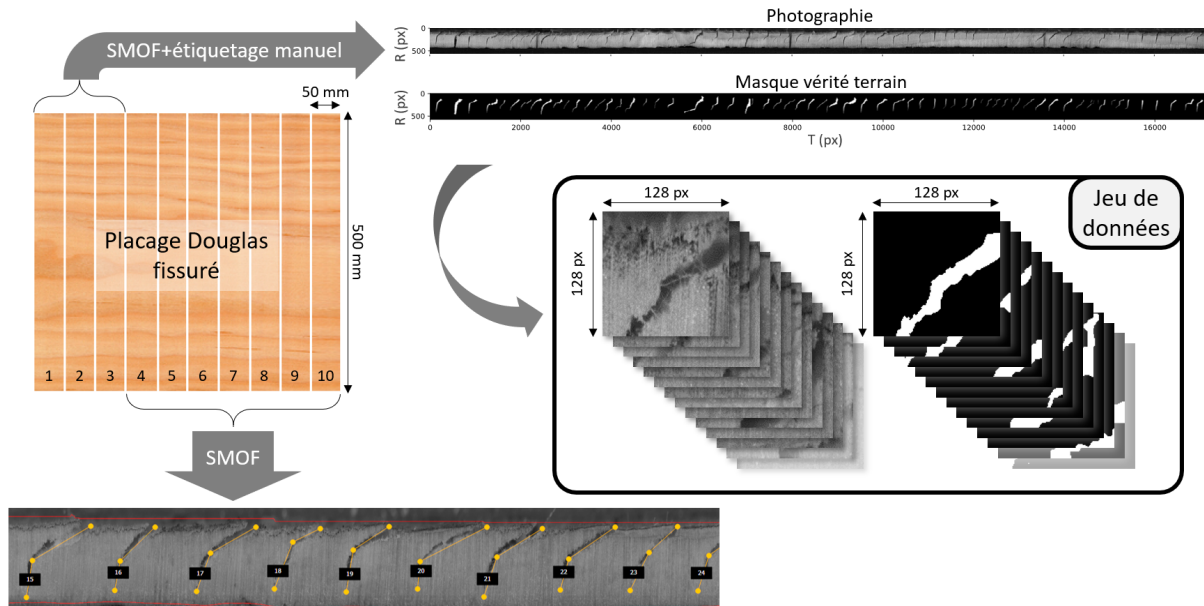 SMOF+étiquetage manuel
Photographie
R (px)
0
500
Masque vérité terrain
R (px)
0
500
0 2000 4000 6000 8000 10000 12000 14000 16000
T (px)
50 mm
500 mm
Placage Douglas
fissuré
1 2 3 4 5 6 7 8 9 10
SMOF
128 px
128 px
128 px
128 px
Jeu de
données
15 16 17 18 19 20 21 22 23 24